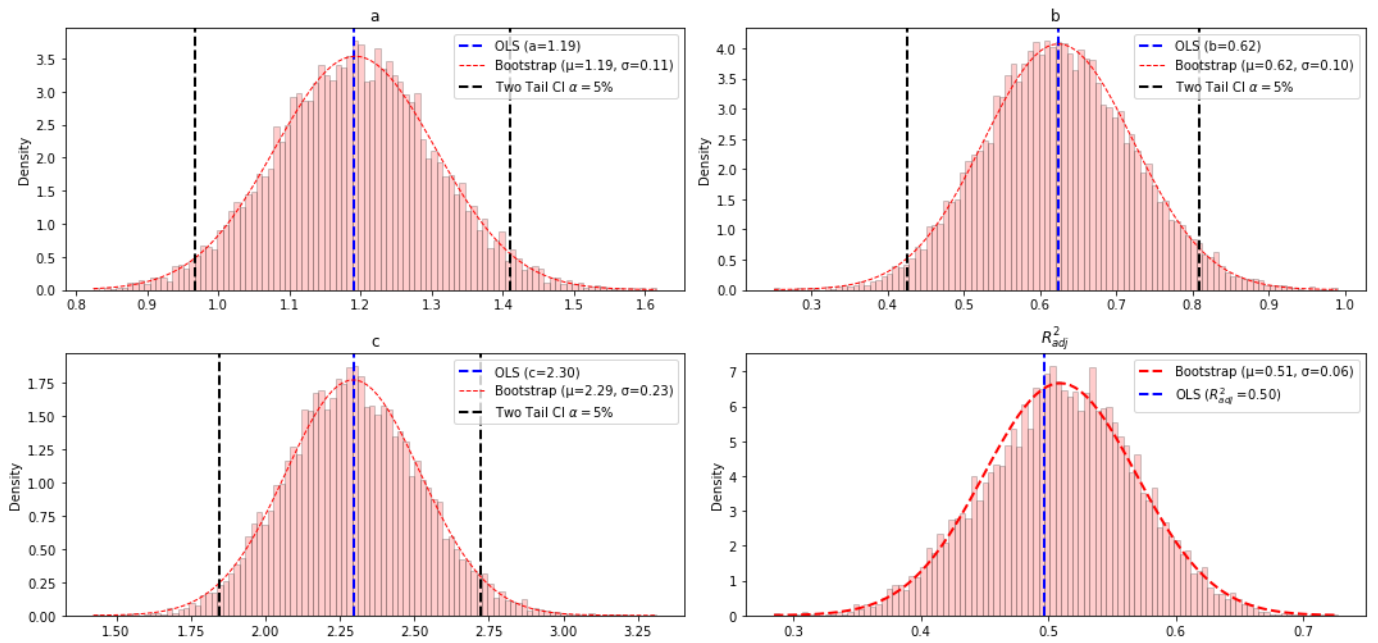 a
OLS (a=1.19)
Bootstrap (μ=1.19, σ=0.11)
Two Tail CI α = 5%
Density
3.5
3.0
2.5
2.0
1.5
1.0
0.5
0.0
0.8 0.9 1.0 1.1 1.2 1.3 1.4 1.5 1.6
b
OLS (b=0.62)
Bootstrap (μ=0.62, σ=0.10)
Two Tail CI α = 5%
Density
4.0
3.5
3.0
2.5
2.0
1.5
1.0
0.5
0.0
0.3 0.4 0.5 0.6 0.7 0.8 0.9 1.0
c
OLS (c=2.30)
Bootstrap (μ=2.29, σ=0.23)
Two Tail CI α = 5%
Density
1.75
1.50
1.25
1.00
0.75
0.50
0.25
0.00
1.50 1.75 2.00 2.25 2.50 2.75 3.00 3.25
R²adj
Bootstrap (μ=0.51, σ=0.06)
OLS (R²adj =0.50)
Density
7
6
5
4
3
2
1
0
0.3 0.4 0.5 0.6 0.7